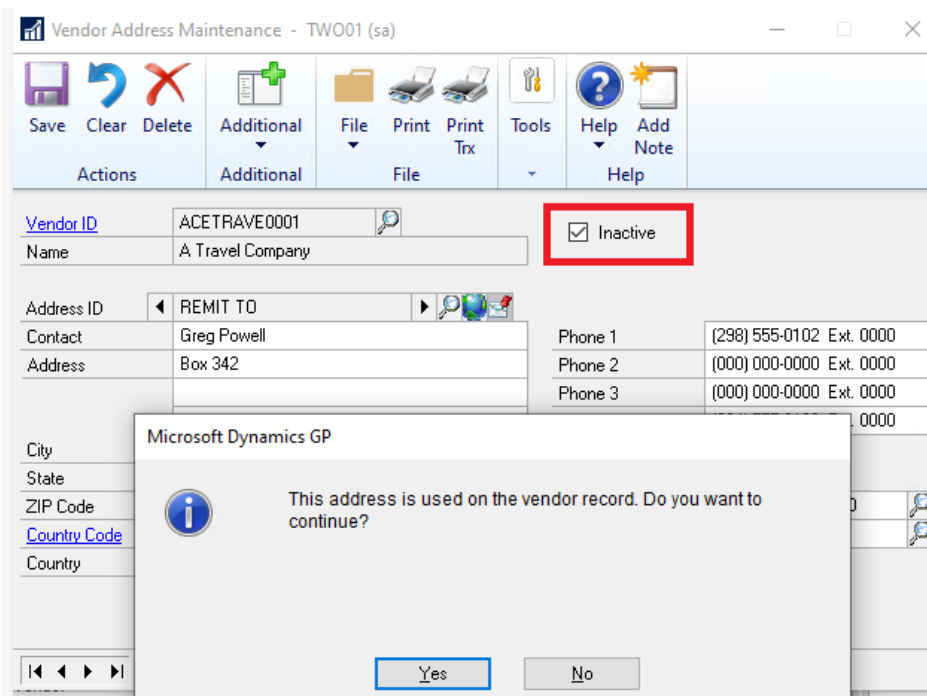 Vendor Address Maintenance - TWO01 (sa)
Save Clear Delete Additional File Print Print Trx Tools Help Add Note
Actions Additional File Help
Vendor ID ACETRAVE0001 Inactive
Name A Travel Company
Address ID REMIT TO
Contact Greg Powell Phone 1 (298) 555-0102 Ext. 0000
Address Box 342 Phone 2 (000) 000-0000 Ext. 0000
Phone 3 (000) 000-0000 Ext. 0000
. 0000
Microsoft Dynamics GP
City
State
ZIP Code
This address is used on the vendor record. Do you want to
continue?
Country Code
Country
Yes No